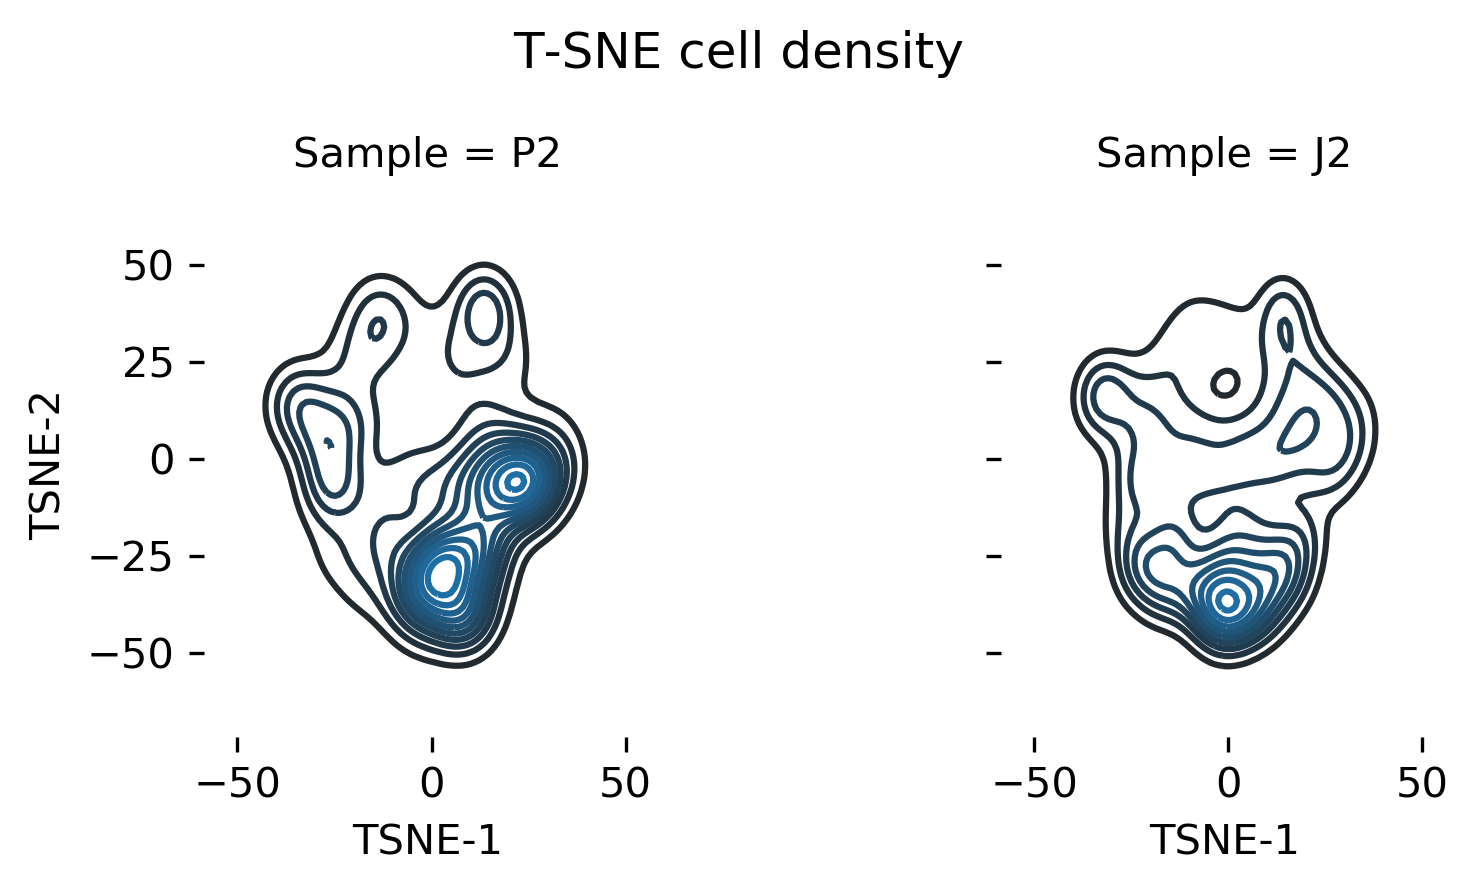 T-SNE cell density
Sample = P2
Sample = J2
50
25
0
−25
−50
TSNE-2
−50 0 50
−50 0 50
TSNE-1
TSNE-1